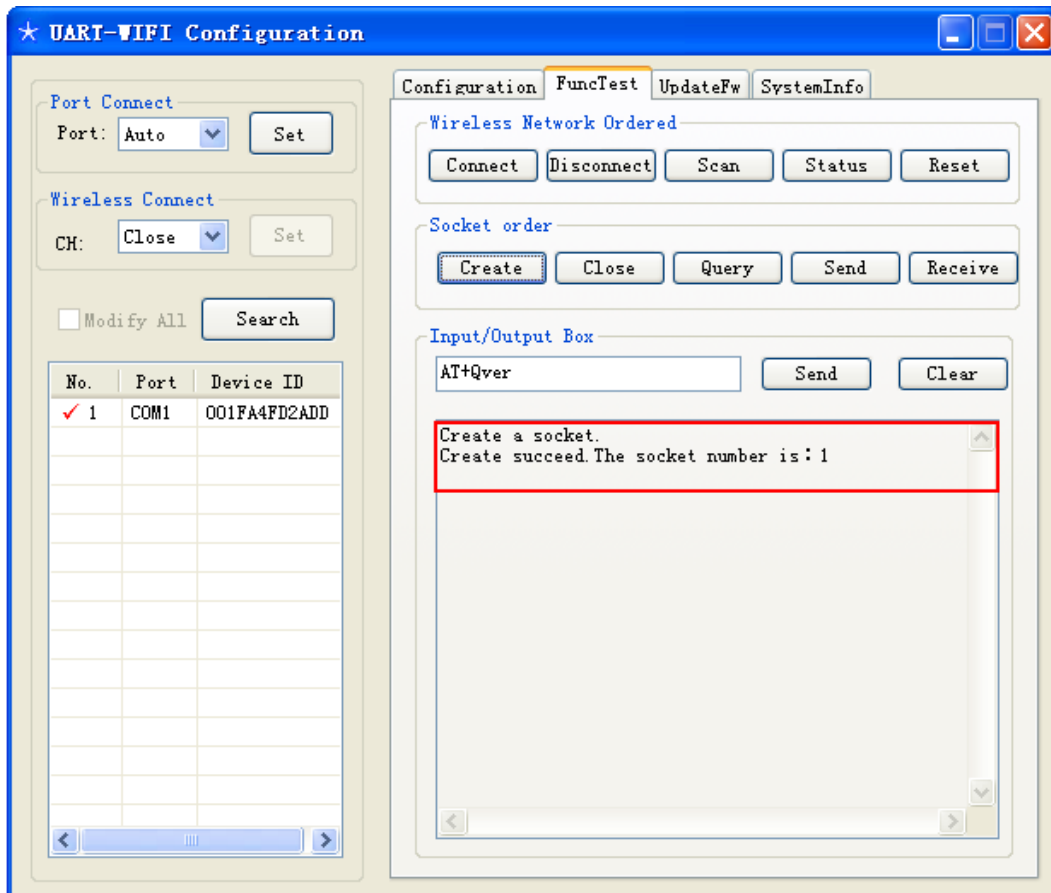 UART-WIFI Configuration
Port Connect
Port: Auto Set
Wireless Connect
CH: Close Set
Modify All Search
No. Port Device ID
1 COM1 001FA4FD2ADD
Configuration FuncTest UpdateFw SystemInfo
Wireless Network Ordered
Connect Disconnect Scan Status Reset
Socket order
Create Close Query Send Receive
Input/Output Box
AT+Qver Send Clear
Create a socket.
Create succeed.The socket number is：1